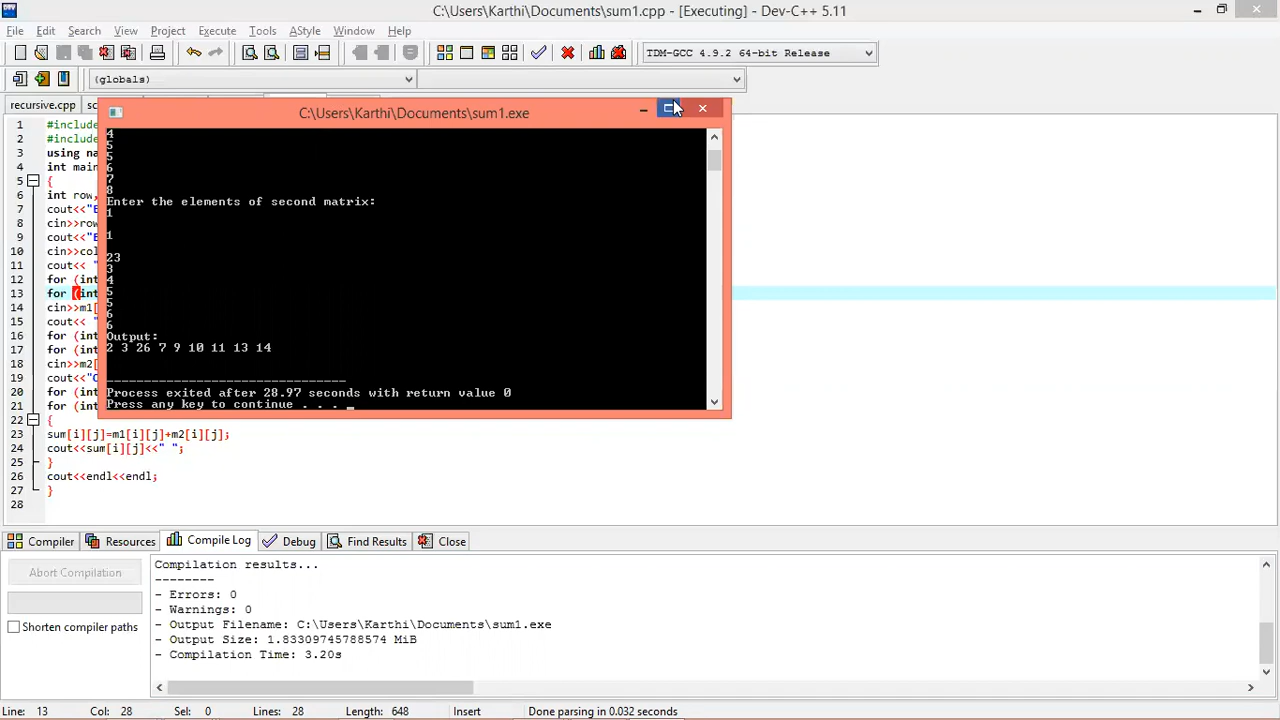 C:\Users\Karthi\Documents\sum1.cpp - [Executing] - Dev-C++ 5.11
File Edit Search View Project Execute Tools AStyle Window Help
TDM-GCC 4.9.2 64-bit Release
(globals)
recursive.cpp
C:\Users\Karthi\Documents\sum1.exe
4
5
5
6
7
8
Enter the elements of second matrix:
1
1
23
3
4
5
5
6
6
Output:
2 3 26 7 9 10 11 13 14
--------------------------------
Process exited after 28.97 seconds with return value 0
Press any key to continue . . . _
1 #include
2 #include
3 using na
4 int main
5 {
6 int row,
7 cout<<"E
8 cin>>row
9 cout<<"E
10 cin>>col
11 cout<< "
12 for (int
13 for (int
14 cin>>m1[
15 cout<< "
16 for (int
17 for (int
18 cin>>m2[
19 cout<<"O
20 for (int
21 for (int
22 {
23 sum[i][j]=m1[i][j]+m2[i][j];
24 cout<<sum[i][j]<<" ";
25 }
26 cout<<endl<<endl;
27 }
28
Compiler Resources Compile Log Debug Find Results Close
Abort Compilation
Shorten compiler paths
Compilation results...
--------
- Errors: 0
- Warnings: 0
- Output Filename: C:\Users\Karthi\Documents\sum1.exe
- Output Size: 1.83309745788574 MiB
- Compilation Time: 3.20s
Line: 13 Col: 28 Sel: 0 Lines: 28 Length: 648 Insert Done parsing in 0.032 seconds